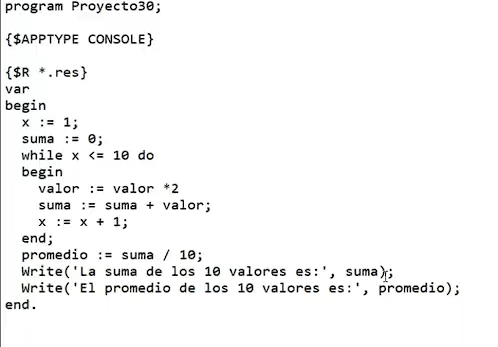 program Proyecto30;
{$APPTYPE CONSOLE}
{$R *.res}
var
begin
x := 1;
suma := 0;
while x <= 10 do
begin
valor := valor *2
suma := suma + valor;
x := x + 1;
end;
promedio := suma / 10;
Write('La suma de los 10 valores es:', suma);
Write('El promedio de los 10 valores es:', promedio);
end.